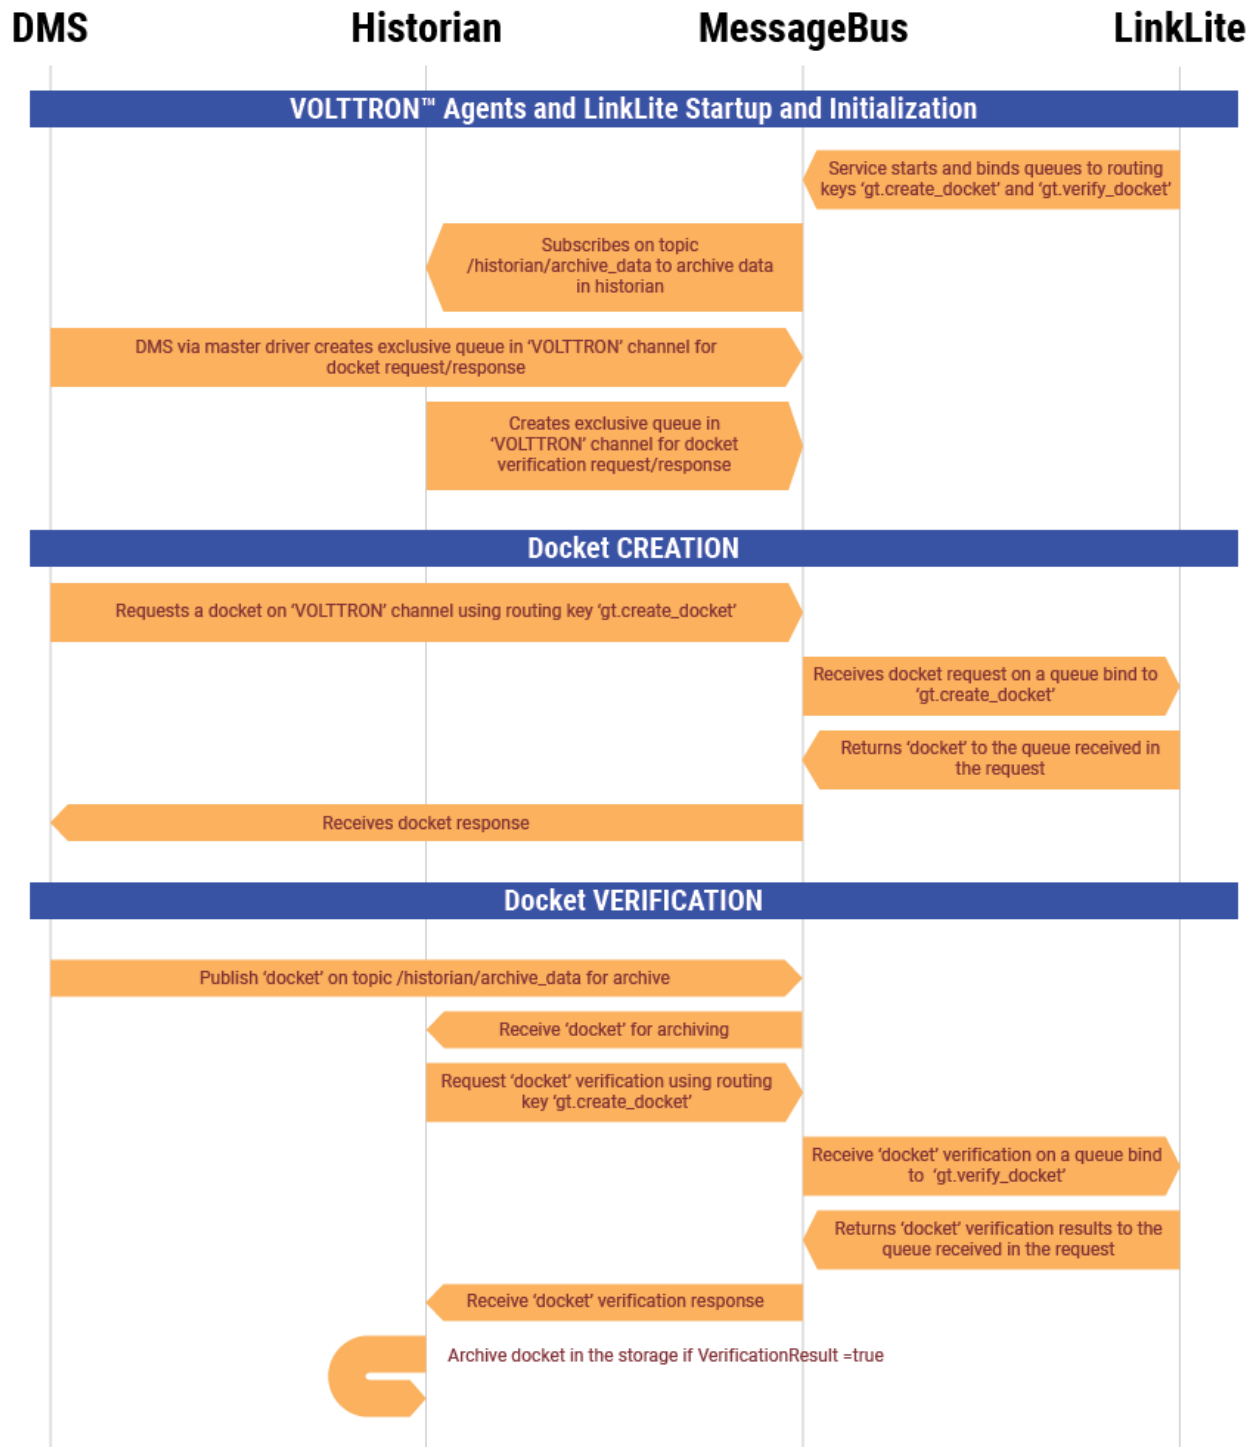 DMS Historian MessageBus LinkLite
VOLTTRON™ Agents and LinkLite Startup and Initialization
Service starts and binds queues to routing
keys ‘gt.create_docket’ and ‘gt.verify_docket’
Subscribes on topic
/historian/archive_data to archive data
in historian
DMS via master driver creates exclusive queue in ‘VOLTTRON’ channel for
docket request/response
Creates exclusive queue in
‘VOLTTRON’ channel for docket
verification request/response
Docket CREATION
Requests a docket on ‘VOLTTRON’ channel using routing key ‘gt.create_docket’
Receives docket request on a queue bind to
‘gt.create_docket’
Returns ‘docket’ to the queue received in
the request
Receives docket response
Docket VERIFICATION
Publish ‘docket’ on topic /historian/archive_data for archive
Receive ‘docket’ for archiving
Request ‘docket’ verification using routing
key ‘gt.create_docket’
Receive ‘docket’ verification on a queue bind
to ‘gt.verify_docket’
Returns ‘docket’ verification results to the
queue received in the request
Receive ‘docket’ verification response
Archive docket in the storage if VerificationResult =true